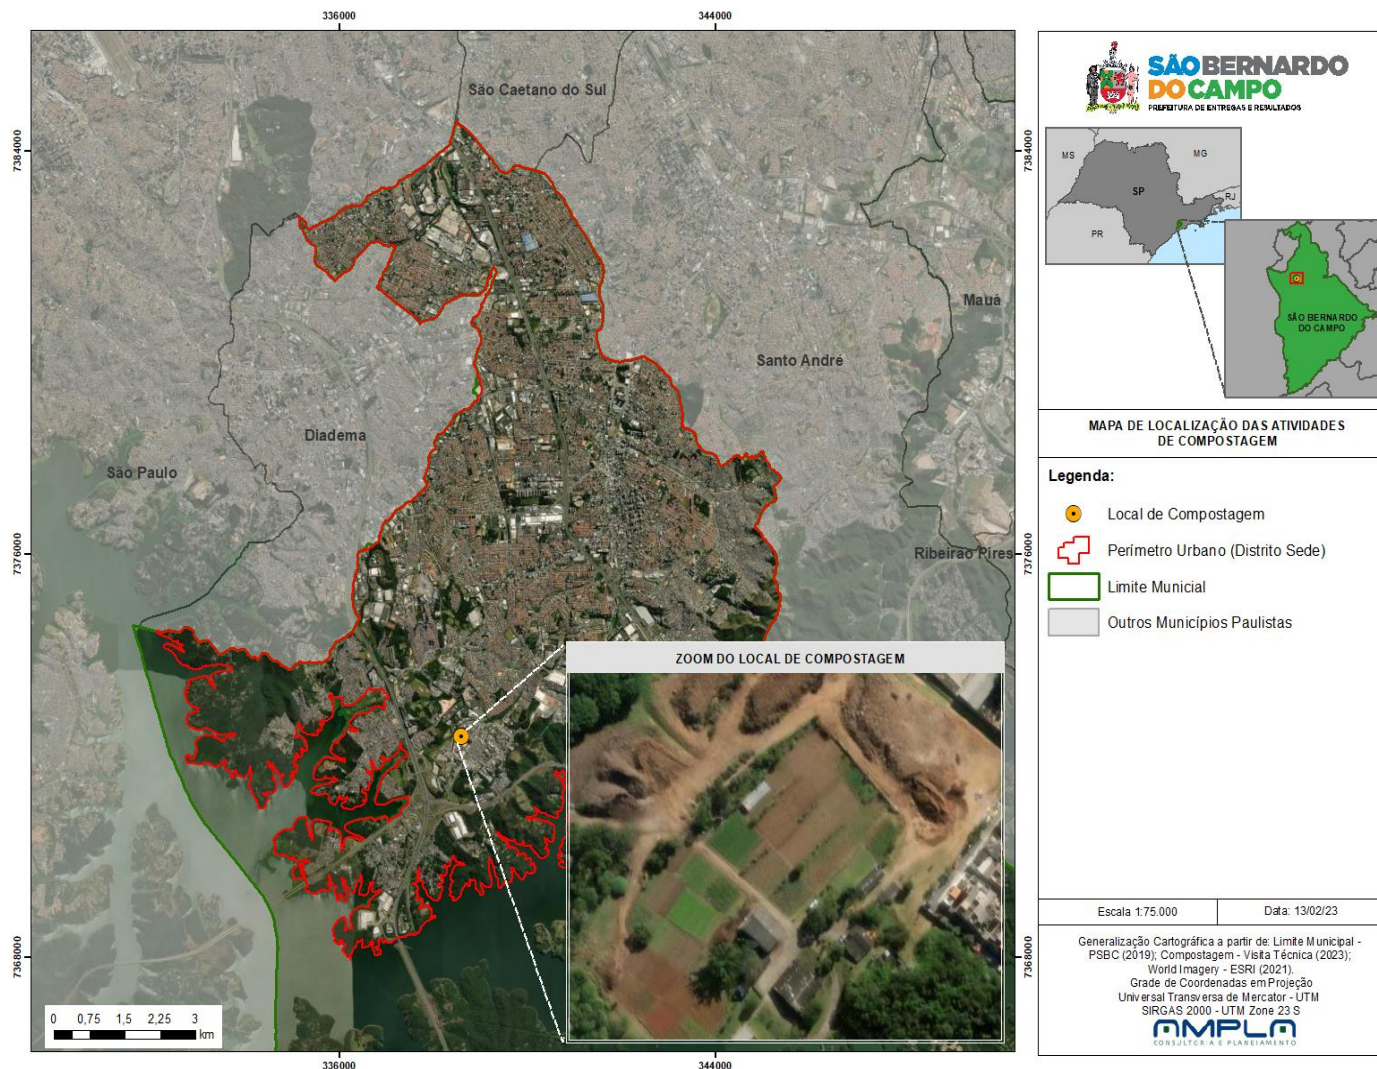 336000
344000
7384000
7384000
7376000
7376000
7368000
7368000
336000
344000
São Caetano do Sul
Mauá
Santo André
Diadema
São Paulo
Ribeirão Pires
ZOOM DO LOCAL DE COMPOSTAGEM
0 0,75 1,5 2,25 3
km
SÃO BERNARDO
DO CAMPO
PREFEITURA DE ENTREGAS E RESULTADOS
MS
MG
SP
RJ
PR
SÃO BERNARDO
DO CAMPO
MAPA DE LOCALIZAÇÃO DAS ATIVIDADES
DE COMPOSTAGEM
Legenda:
Local de Compostagem
Perímetro Urbano (Distrito Sede)
Limite Municial
Outros Municípios Paulistas
Escala 1:75.000
Data: 13/02/23
Generalização Cartográfica a partir de: Limite Municipal -
PSBC (2019); Compostagem - Visita Técnica (2023);
World Imagery - ESRI (2021).
Grade de Coordenadas em Projeção
Universal Transversa de Mercator - UTM
SIRGAS 2000 - UTM Zone 23 S
AMPLA
CONSULTORIA E PLANEJAMENTO